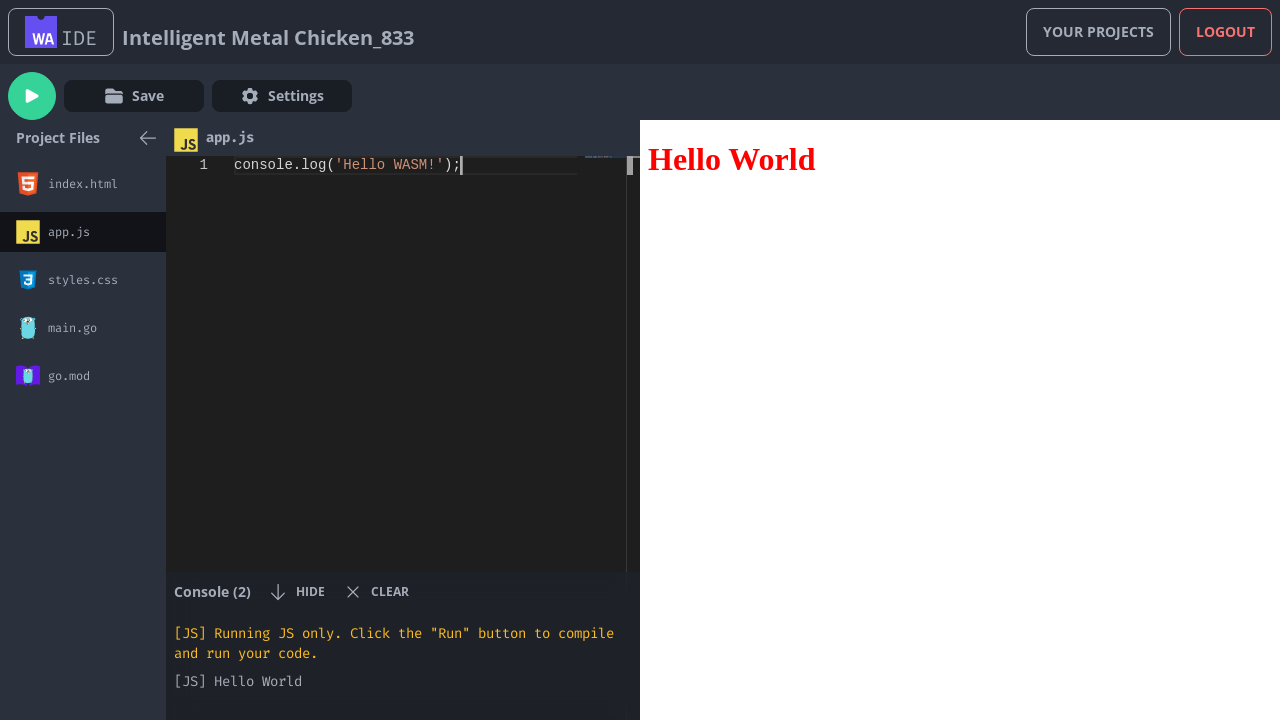 WA IDE
Intelligent Metal Chicken_833
YOUR PROJECTS
LOGOUT
Save
Settings
Project Files
index.html
app.js
styles.css
main.go
go.mod
JS app.js
1 console.log('Hello WASM!');
Console (2)
HIDE
CLEAR
[JS] Running JS only. Click the "Run" button to compile
and run your code.
[JS] Hello World
Hello World